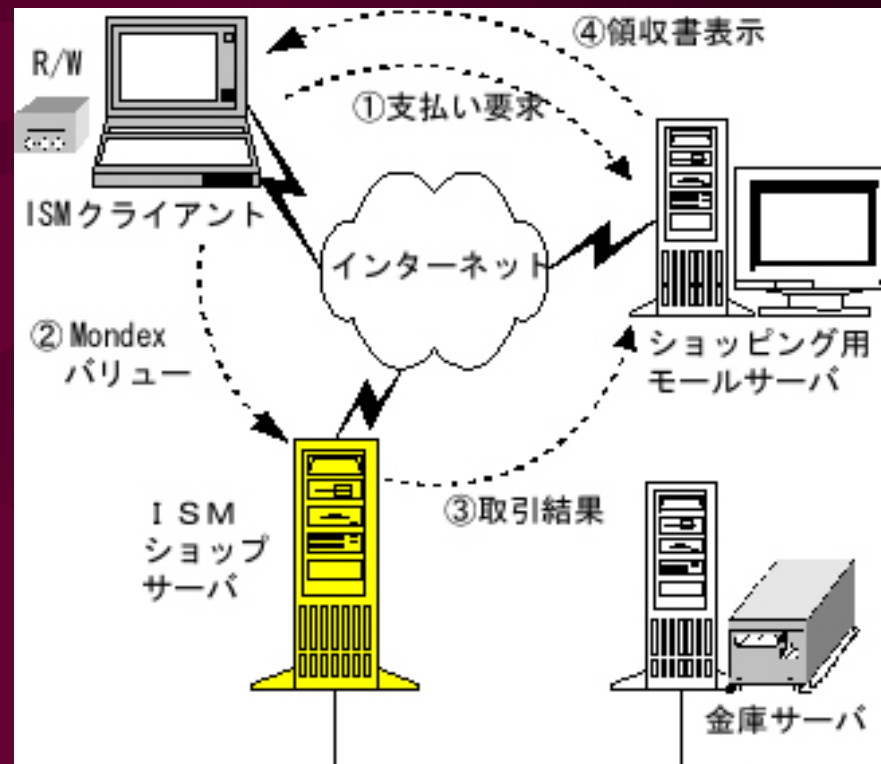 ④領収書表示
R/W
①支払い要求
ISMクライアント
インターネット
② Mondex
バリュー
ショッピング用
モールサーバ
ＩＳＭ
ショップ
サーバ
③取引結果
金庫サーバ